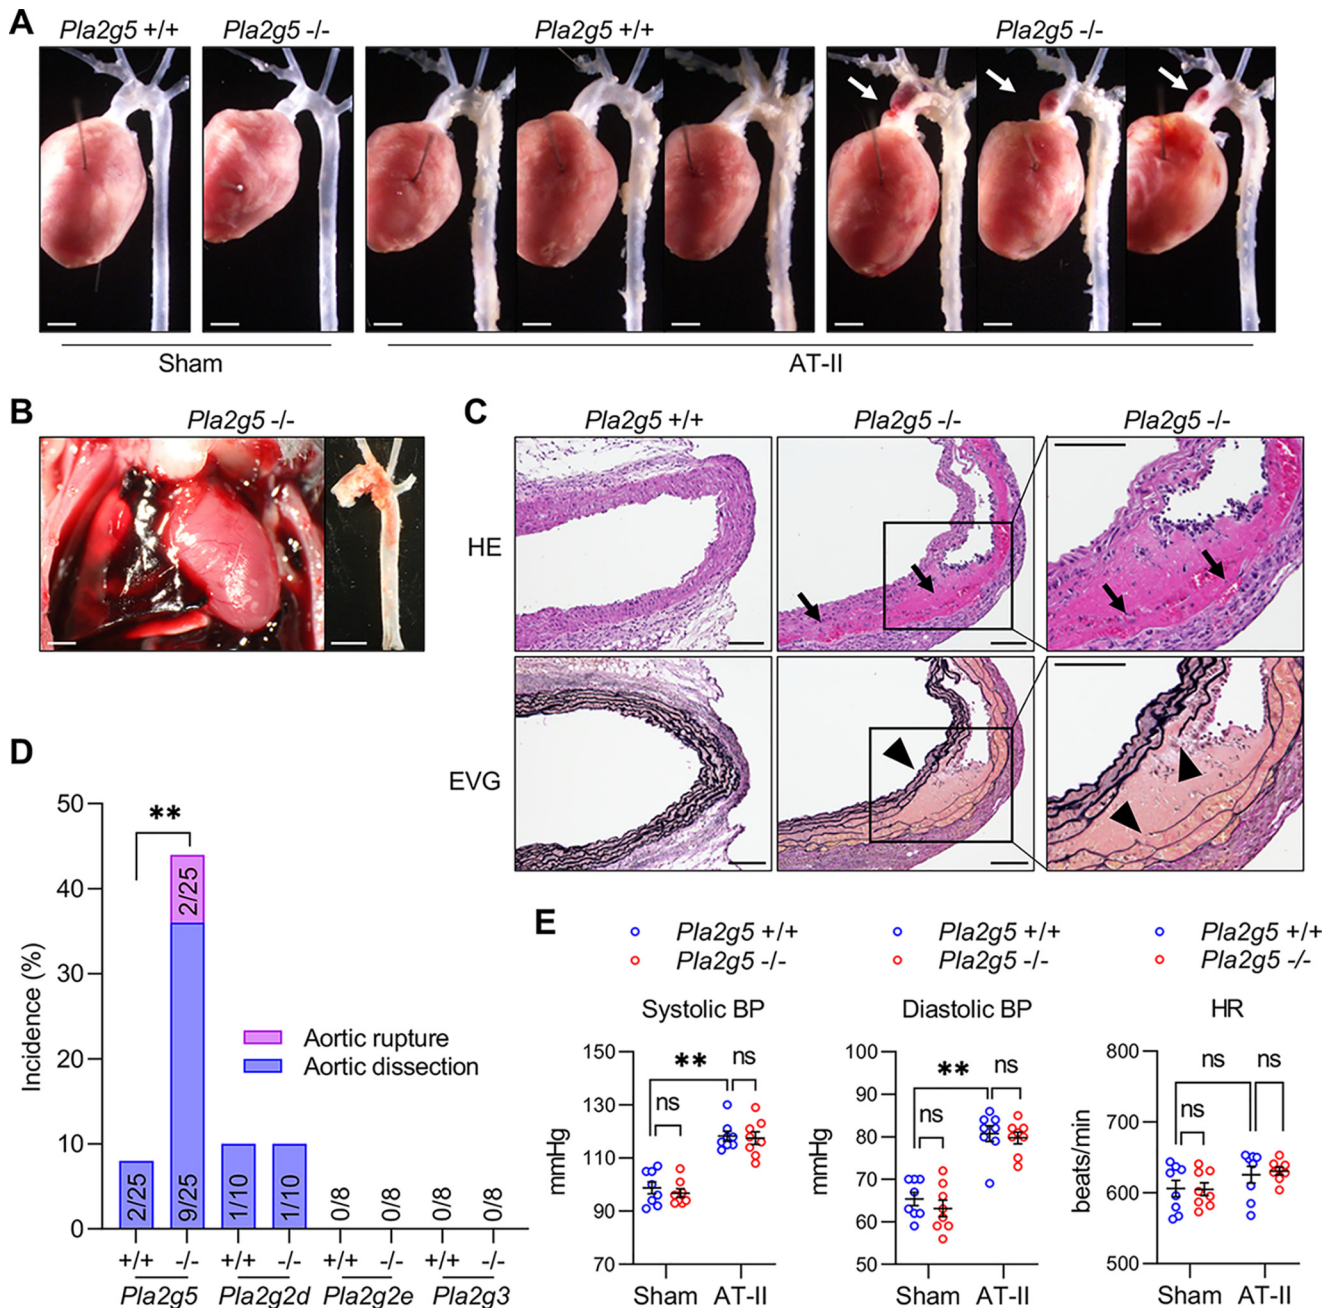 A
Pla2g5 +/+
Pla2g5 -/-
Pla2g5 +/+
Pla2g5 -/-
Sham
AT-II
B
Pla2g5 -/-
C
Pla2g5 +/+
Pla2g5 -/-
Pla2g5 -/-
HE
EVG
D
Incidence (%)
50
40
30
20
10
0
**
2/25
2/25
9/25
1/10
1/10
0/8
0/8
0/8
0/8
Aortic rupture
Aortic dissection
+/+ -/- +/+ -/- +/+ -/- +/+ -/-
Pla2g5 Pla2g2d Pla2g2e Pla2g3
E
Pla2g5 +/+
Pla2g5 -/-
Systolic BP
mmHg
150
130
110
90
70
** ns
ns
Sham AT-II
Pla2g5 +/+
Pla2g5 -/-
Diastolic BP
mmHg
100
90
80
70
60
50
** ns
ns
Sham AT-II
Pla2g5 +/+
Pla2g5 -/-
HR
beats/min
800
700
600
500
ns ns
ns
Sham AT-II